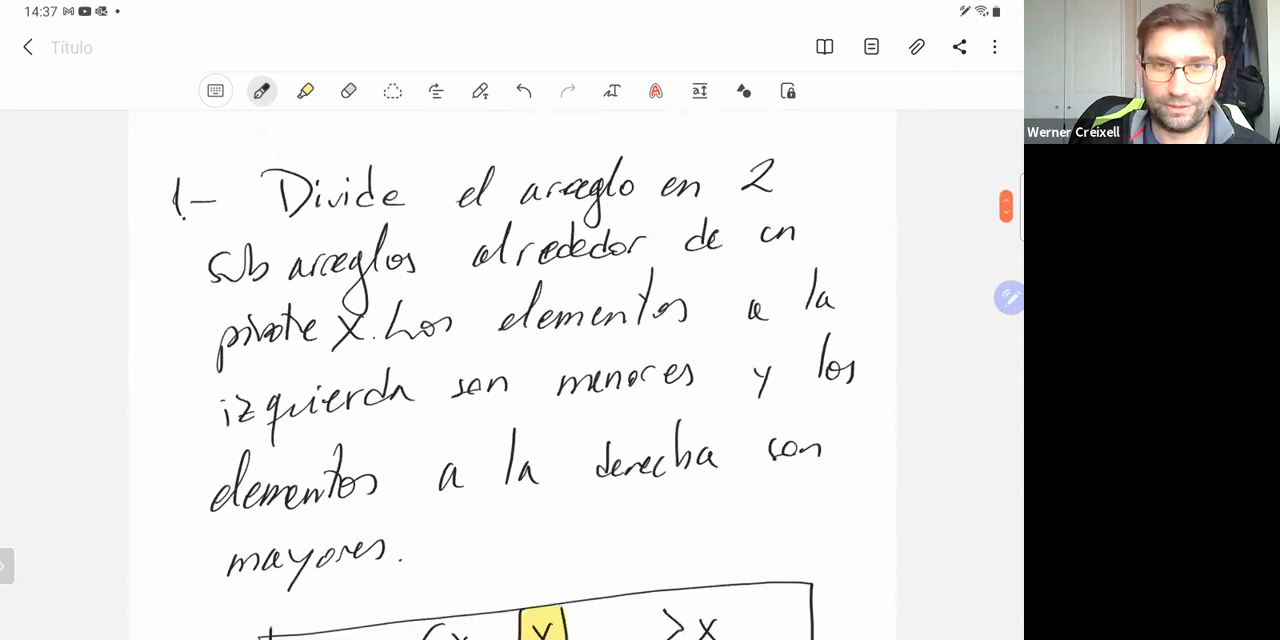 14:37
Título
Werner Creixell
1.- Divide el arreglo en 2
sub arreglos alrededor de un
pivote X. Los elementos a la
izquierda son menores y los
elementos a la derecha son
mayores.
X > X